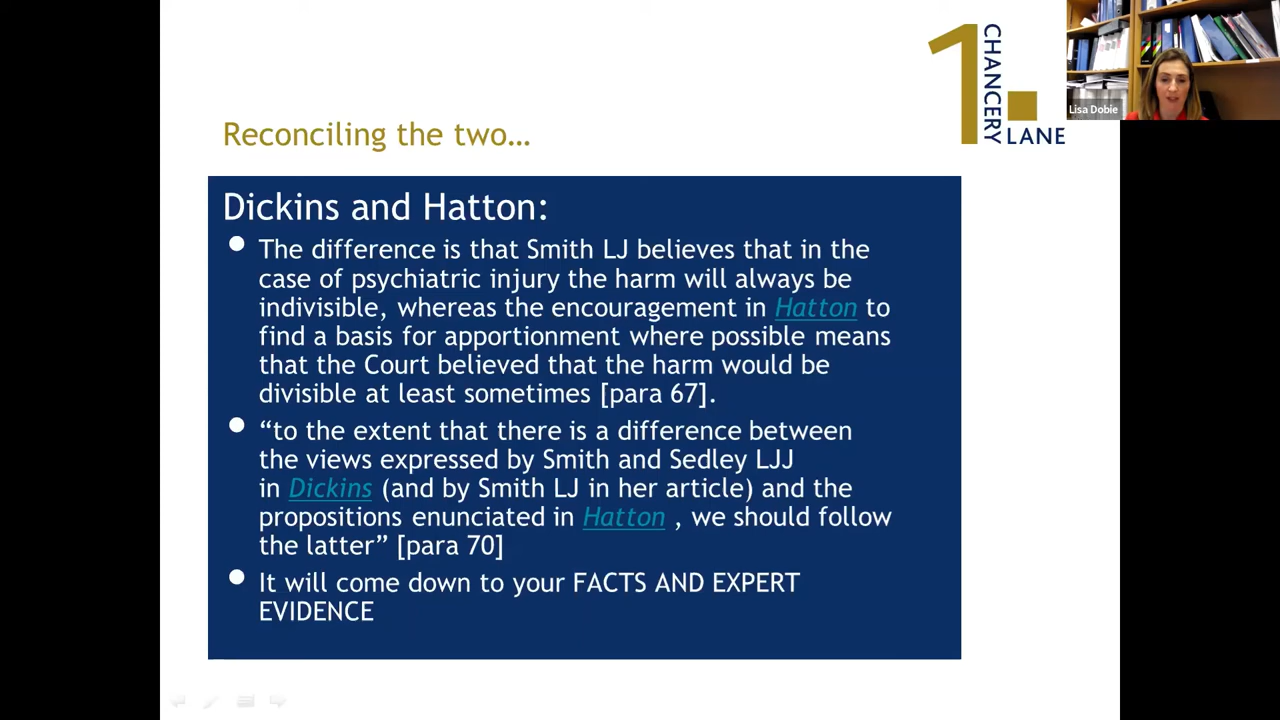 1 CHANCERY LANE
Lisa Dobie
Reconciling the two…
Dickins and Hatton:
The difference is that Smith LJ believes that in the
case of psychiatric injury the harm will always be
indivisible, whereas the encouragement in Hatton to
find a basis for apportionment where possible means
that the Court believed that the harm would be
divisible at least sometimes [para 67].
“to the extent that there is a difference between
the views expressed by Smith and Sedley LJJ
in Dickins (and by Smith LJ in her article) and the
propositions enunciated in Hatton , we should follow
the latter” [para 70]
It will come down to your FACTS AND EXPERT
EVIDENCE